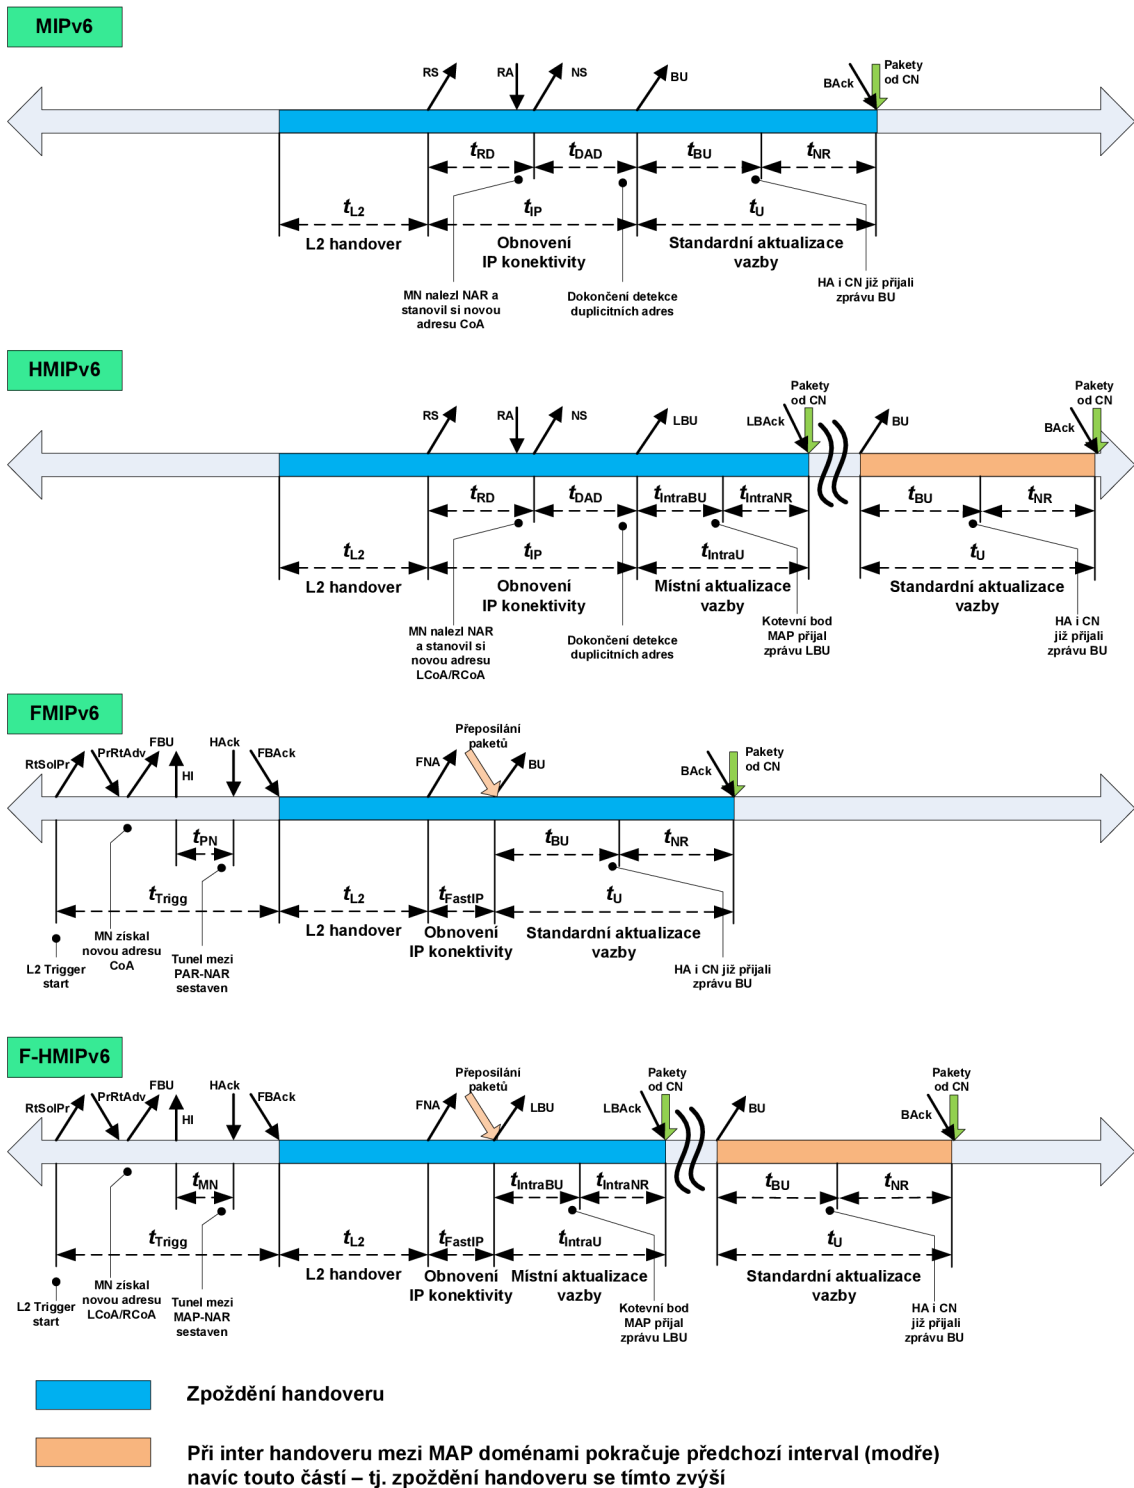 MIPv6
RS
RA
NS
BU
BAck
Pakety
od CN
tRD
tDAD
tBU
tNR
tL2
tIP
tU
L2 handover
Obnovení
IP konektivity
Standardní aktualizace
vazby
MN nalezl NAR a
stanovil si novou
adresu CoA
Dokončení detekce
duplicitních adres
HA i CN již přijali
zprávu BU
HMIPv6
RS
RA
NS
LBU
LBAck
Pakety
od CN
BU
BAck
Pakety
od CN
tRD
tDAD
tIntraBU
tIntraNR
tBU
tNR
tL2
tIP
tIntraU
tU
L2 handover
Obnovení
IP konektivity
Místní aktualizace
vazby
Standardní aktualizace
vazby
MN nalezl NAR
a stanovil si
novou adresu
LCoA/RCoA
Dokončení detekce
duplicitních adres
Kotevní bod
MAP přijal
zprávu LBU
HA i CN
již přijali
zprávu BU
FMIPv6
RtSolPr
PrRtAdv
FBU
HI
HAck
FBAck
FNA
Přeposílání
paketů
BU
BAck
Pakety
od CN
tPN
tBU
tNR
tTrigg
tL2
tFastIP
tU
L2 handover
Obnovení
IP konektivity
Standardní aktualizace
vazby
L2 Trigger
start
MN získal
novou adresu
CoA
Tunel mezi
PAR-NAR
sestaven
HA i CN již přijali
zprávu BU
F-HMIPv6
RtSolPr
PrRtAdv
FBU
HI
HAck
FBAck
FNA
Přeposílání
paketů
LBU
LBAck
Pakety
od CN
BU
BAck
Pakety
od CN
tMN
tIntraBU
tIntraNR
tBU
tNR
tTrigg
tL2
tFastIP
tIntraU
tU
L2 handover
Obnovení
IP konektivity
Místní aktualizace
vazby
Standardní aktualizace
vazby
L2 Trigger
start
MN získal
novou adresu
LCoA/RCoA
Tunel mezi
MAP-NAR
sestaven
Kotevní bod
MAP přijal
zprávu LBU
HA i CN
již přijali
zprávu BU
Zpoždění handoveru
Při inter handoveru mezi MAP doménami pokračuje předchozí interval (modře)
navíc touto částí – tj. zpoždění handoveru se tímto zvýší